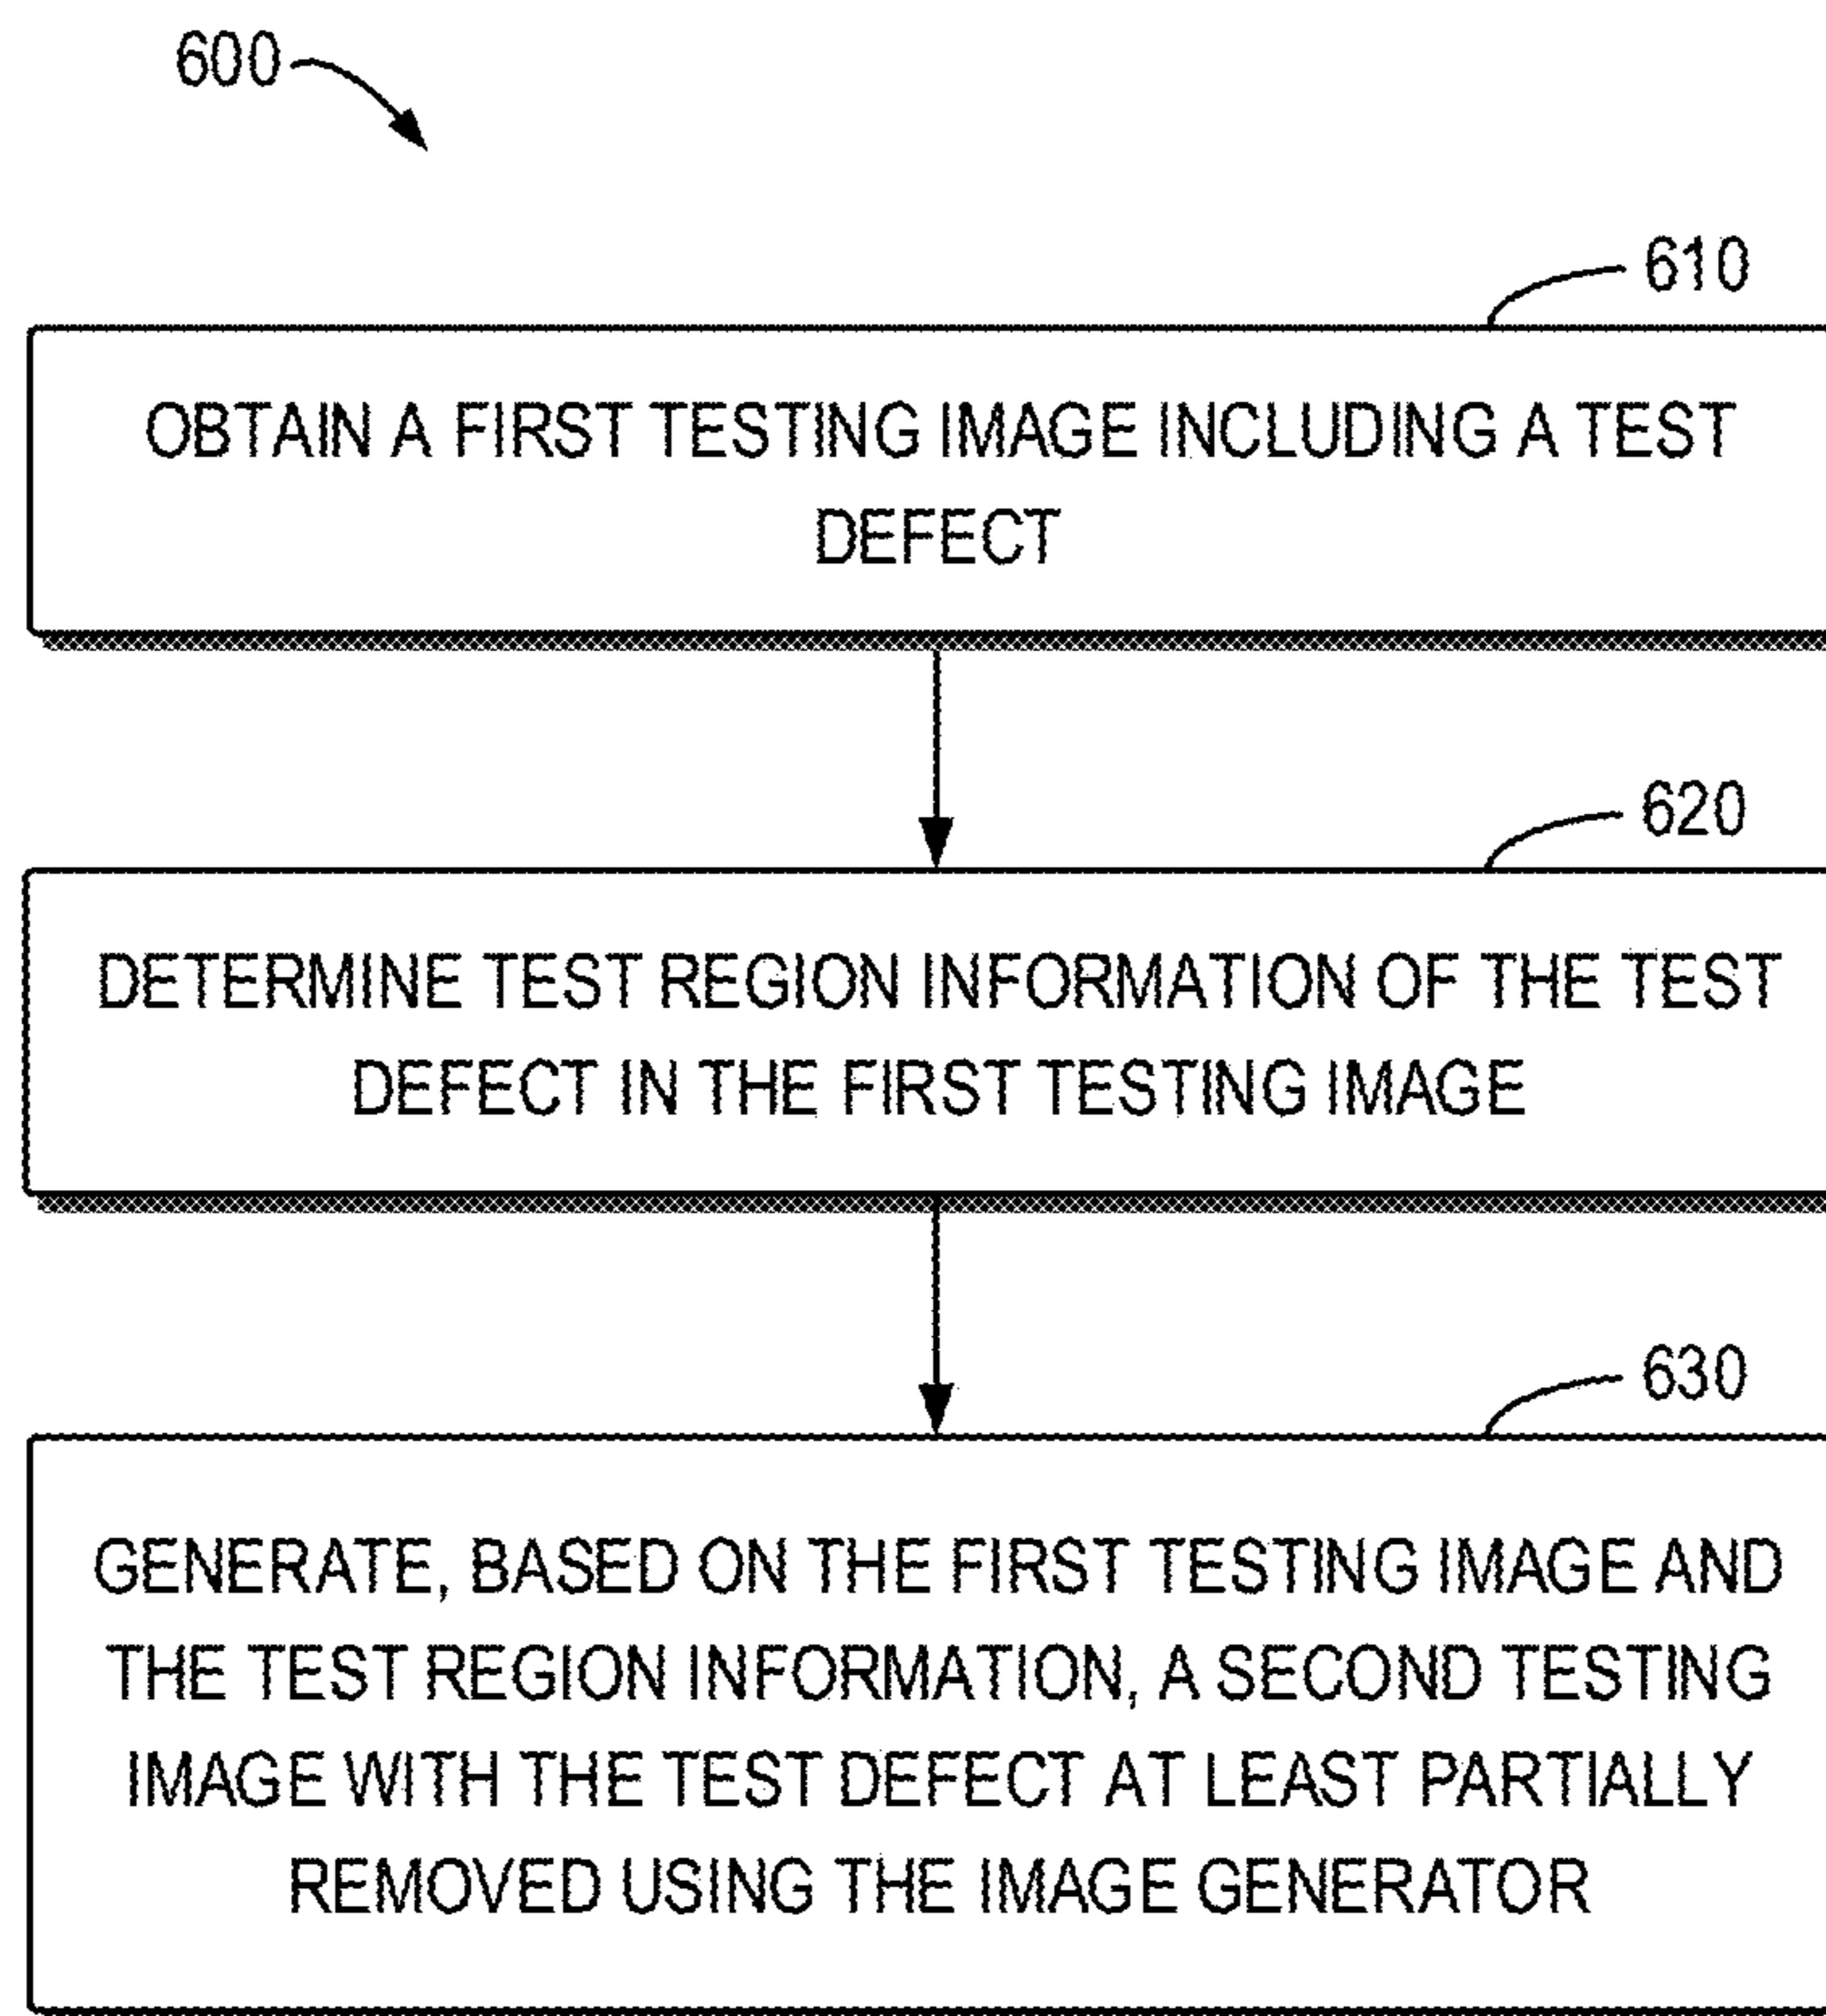 600
610
OBTAIN A FIRST TESTING IMAGE INCLUDING A TEST
DEFECT
620
DETERMINE TEST REGION INFORMATION OF THE TEST
DEFECT IN THE FIRST TESTING IMAGE
630
GENERATE, BASED ON THE FIRST TESTING IMAGE AND
THE TEST REGION INFORMATION, A SECOND TESTING
IMAGE WITH THE TEST DEFECT AT LEAST PARTIALLY
REMOVED USING THE IMAGE GENERATOR